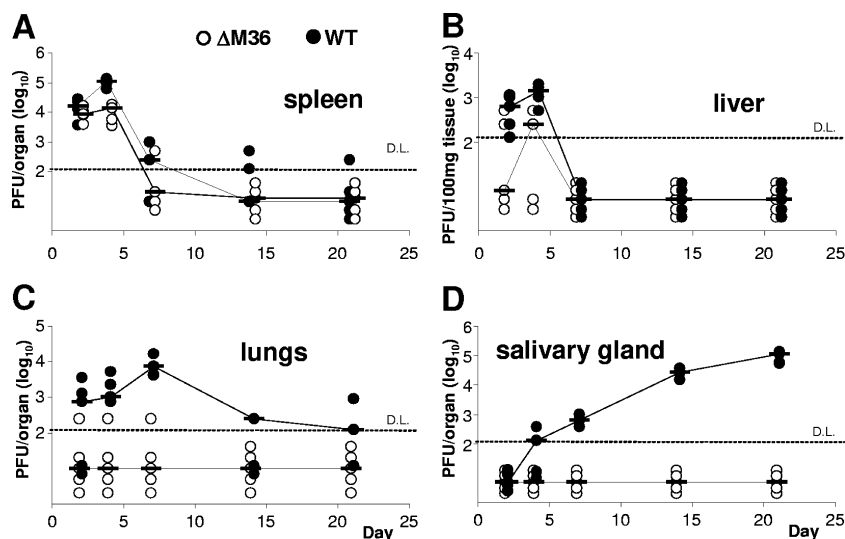 A
○ ΔM36 ● WT
PFU/organ (log10)
6
5
4
3
2
spleen
D.L.
0 5 10 15 20 25
B
PFU/100mg tissue (log10)
4
3
2
liver
D.L.
0 5 10 15 20 25
C
PFU/organ (log10)
5
4
3
2
lungs
D.L.
0 5 10 15 20 25
Day
D
PFU/organ (log10)
6
5
4
3
2
salivary gland
D.L.
0 5 10 15 20 25
Day